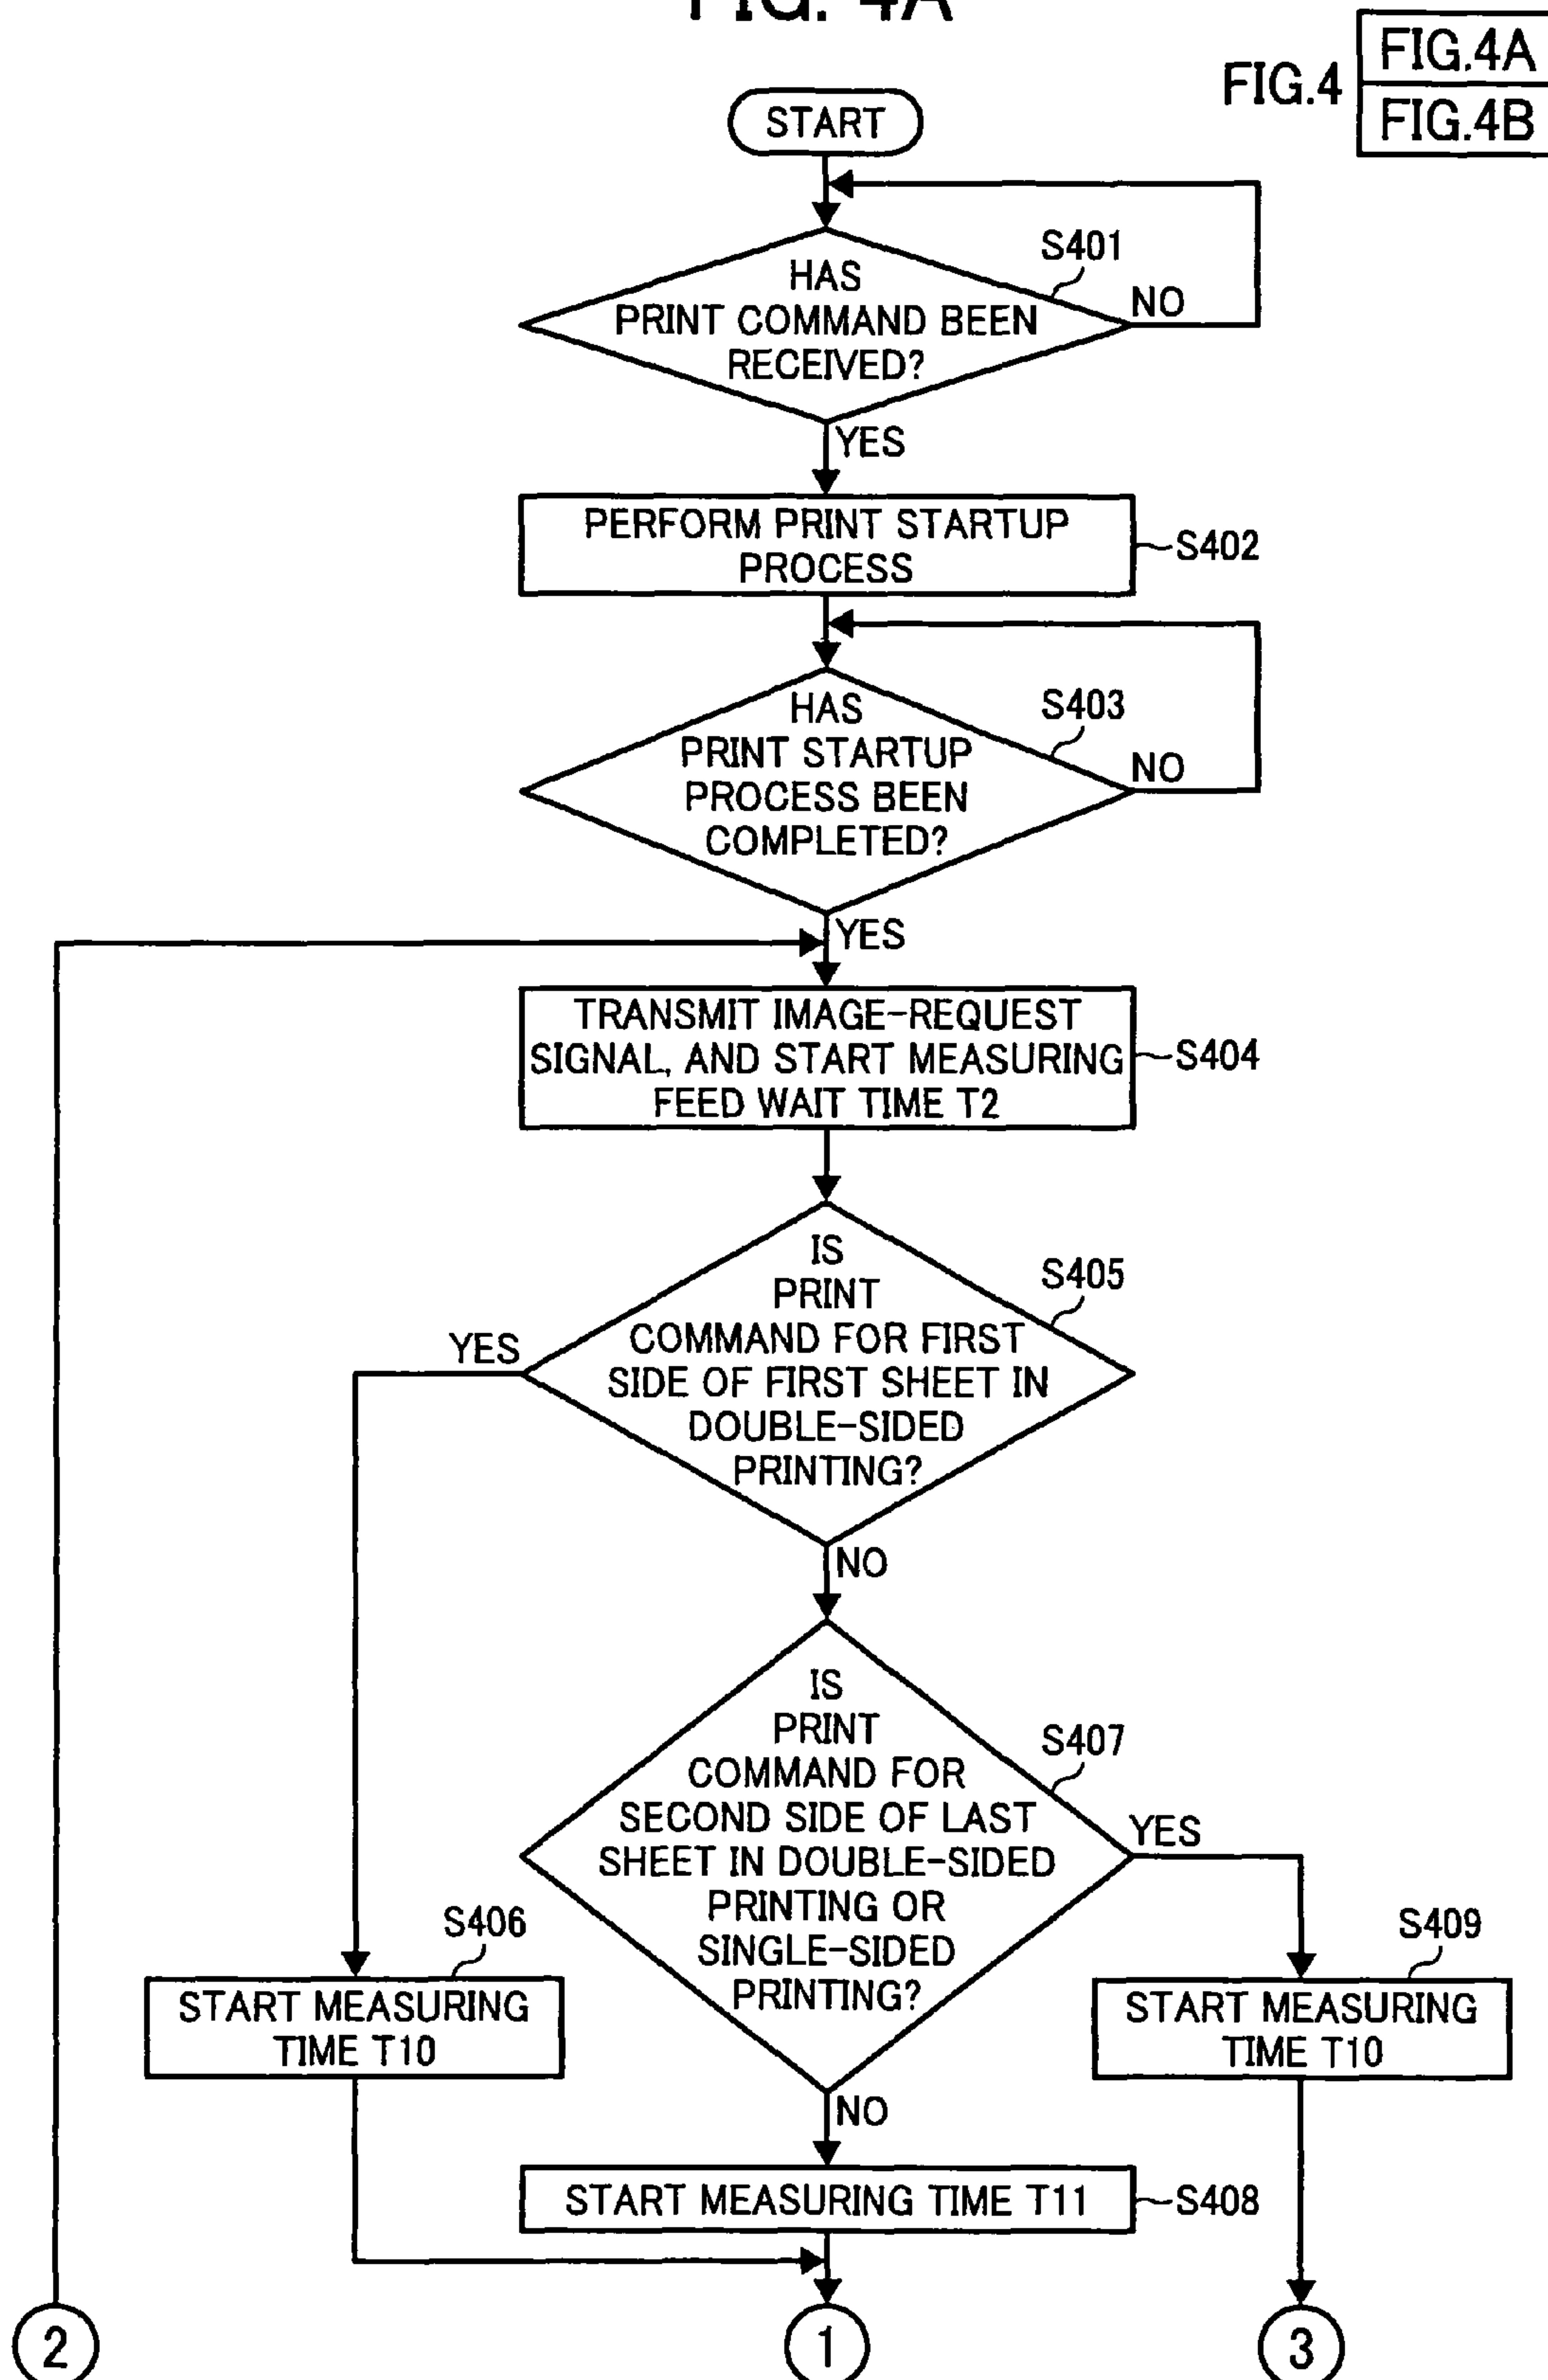 FIG. 4A
FIG.4
FIG.4A
FIG.4B
START
S401
HAS
PRINT COMMAND BEEN
RECEIVED?
NO
YES
PERFORM PRINT STARTUP
PROCESS
S402
S403
HAS
PRINT STARTUP
PROCESS BEEN
COMPLETED?
NO
YES
TRANSMIT IMAGE-REQUEST
SIGNAL, AND START MEASURING
FEED WAIT TIME T2
S404
S405
IS
PRINT
COMMAND FOR FIRST
SIDE OF FIRST SHEET IN
DOUBLE-SIDED
PRINTING?
YES
NO
S407
IS
PRINT
COMMAND FOR
SECOND SIDE OF LAST
SHEET IN DOUBLE-SIDED
PRINTING OR
SINGLE-SIDED
PRINTING?
YES
S406
START MEASURING
TIME T10
S409
START MEASURING
TIME T10
NO
START MEASURING TIME T11
S408
2
1
3